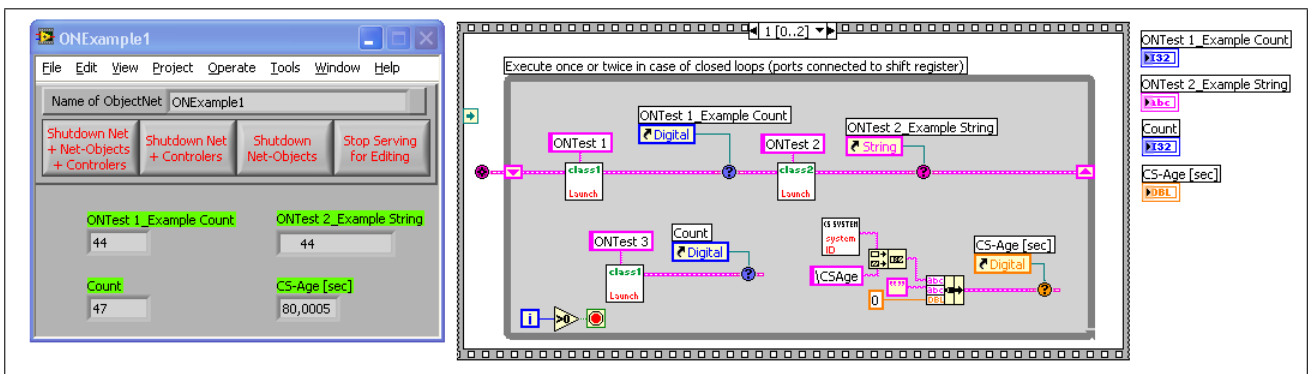 ONExample1
File Edit View Project Operate Tools Window Help
Name of ObjectNet ONExample1
Shutdown Net
+ Net-Objects
+ Controlers
Shutdown Net
+ Controlers
Shutdown
Net-Objects
Stop Serving
for Editing
ONTest 1_Example Count
44
ONTest 2_Example String
44
Count
47
CS-Age [sec]
80,0005
1 [0..2]
Execute once or twice in case of closed loops (ports connected to shift register)
ONTest 1
class1
Launch
ONTest 1_Example Count
Digital
?
ONTest 2
class2
Launch
ONTest 2_Example String
String
?
ONTest 3
class1
Launch
Count
Digital
?
CS SYSTEM
system
ID
\CSAge
""
0
abc
abc
DBL
CS-Age [sec]
Digital
?
i
>0
ONTest 1_Example Count
I32
ONTest 2_Example String
abc
Count
I32
CS-Age [sec]
DBL